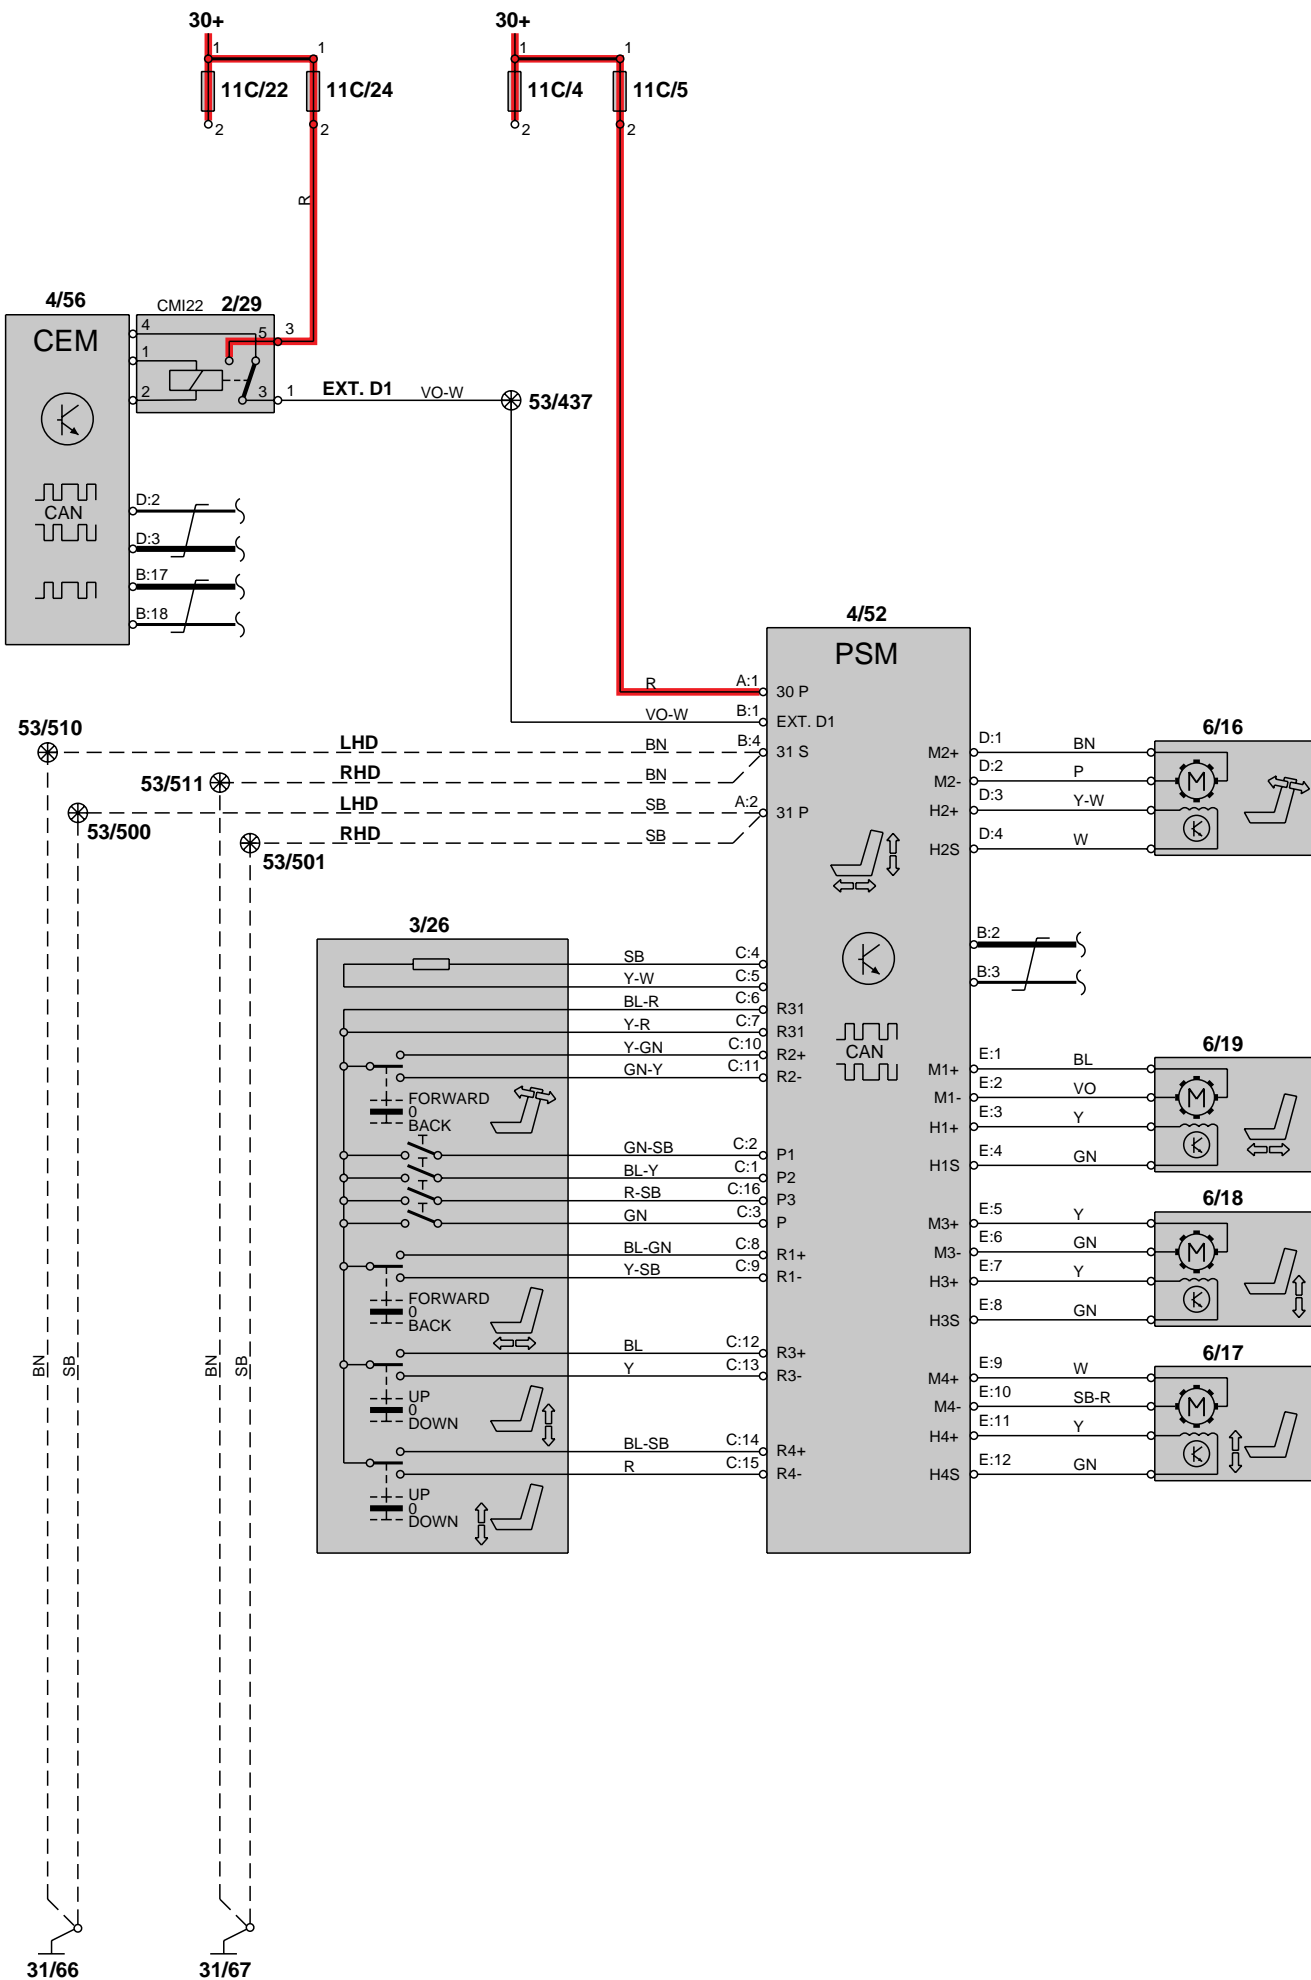 30+ 30+
1 1 1 1
11C/22 11C/24 11C/4 11C/5
2 2 2 2
R
4/56 CMI22 2/29
CEM
4 5 3
1
2 3 1 EXT. D1 VO-W 53/437
D:2
CAN
D:3
B:17
B:18
4/52
PSM
R A:1 30 P
VO-W B:1 EXT. D1
53/510 LHD BN B:4 31 S
53/511 RHD BN
53/500 LHD SB A:2 31 P
53/501 RHD SB
6/16
M2+ D:1 BN
M2- D:2 P
H2+ D:3 Y-W
H2S D:4 W
M
B:2
B:3
CAN
3/26
SB C:4
Y-W C:5
BL-R C:6 R31
Y-R C:7 R31
Y-GN C:10 R2+
GN-Y C:11 R2-
FORWARD
0
BACK
GN-SB C:2 P1
BL-Y C:1 P2
R-SB C:16 P3
GN C:3 P
BL-GN C:8 R1+
Y-SB C:9 R1-
FORWARD
0
BACK
BL C:12 R3+
Y C:13 R3-
UP
0
DOWN
BL-SB C:14 R4+
R C:15 R4-
UP
0
DOWN
6/19
M1+ E:1 BL
M1- E:2 VO
H1+ E:3 Y
H1S E:4 GN
M
6/18
M3+ E:5 Y
M3- E:6 GN
H3+ E:7 Y
H3S E:8 GN
M
6/17
M4+ E:9 W
M4- E:10 SB-R
H4+ E:11 Y
H4S E:12 GN
M
BN SB BN SB
31/66 31/67